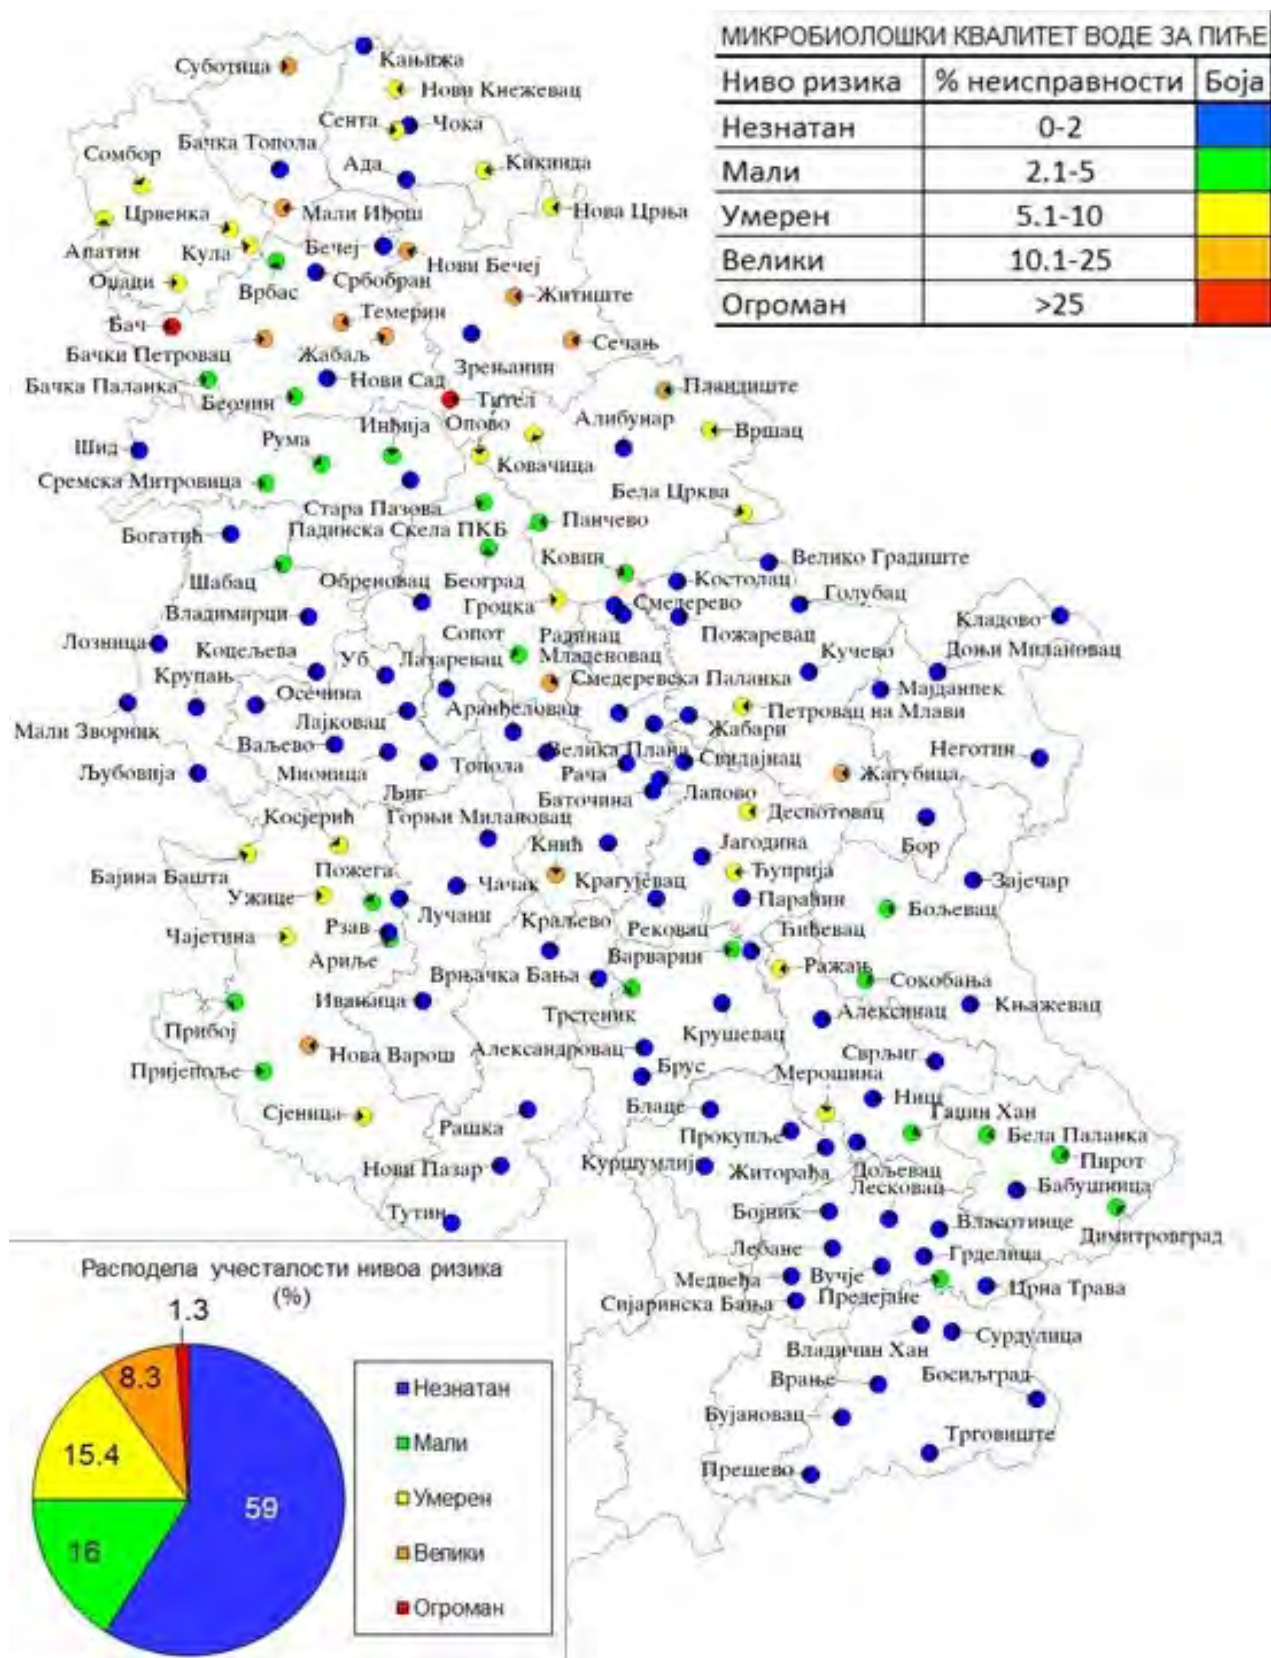 МИКРОБИОЛОШКИ КВАЛИТЕТ ВОДЕ ЗА ПИЋЕ
Ниво ризика % неисправности Боја
Незнатан 0-2
Мали 2.1-5
Умерен 5.1-10
Велики 10.1-25
Огроман >25
Суботица
Кањижа
Нови Кнежевац
Сента
Чока
Бачка Топола
Сомбор
Ада
Кикинда
Црвенка
Мали Иђош
Нова Црња
Апатин
Кула
Бечеј
Нови Бечеј
Оџаци
Врбас
Србобран
Житиште
Бач
Темерин
Бачки Петровац
Жабаљ
Зрењанин
Сечањ
Бачка Паланка
Нови Сад
Беочин
Тител
Пландиште
Инђија
Опово
Алибунар
Вршац
Шид
Рума
Ковачица
Сремска Митровица
Бела Црква
Стара Пазова
Богатић
Падинска Скела ПКБ
Панчево
Ковин
Велико Градиште
Шабац
Обреновац
Београд
Костолац
Владимирци
Гроцка
Смедерево
Голубац
Кладово
Лозница
Сопот
Радинац
Пожаревац
Доњи Милановац
Коцељева
Уб
Лазаревац
Младеновац
Кучево
Крупањ
Осечина
Смедеревска Паланка
Мајданпек
Мали Зворник
Лајковац
Аранђеловац
Петровац на Млави
Жабари
Ваљево
Велика Плана
Неготин
Љубовија
Мионица
Топола
Рача
Свилајнац
Жагубица
Љиг
Баточина
Лапово
Косјерић
Горњи Милановац
Деспотовац
Кнић
Јагодина
Бор
Бајина Башта
Пожега
Чачак
Крагујевац
Ћуприја
Зајечар
Ужице
Лучани
Параћин
Бољевац
Чајетина
Рзав
Краљево
Рековац
Ћићевац
Ариље
Врњачка Бања
Варварин
Ражањ
Сокобања
Ивањица
Прибој
Трстеник
Крушевац
Алексинац
Књажевац
Нова Варош
Александровац
Сврљиг
Пријепоље
Брус
Мерошина
Сјеница
Блаце
Ниш
Гаџин Хан
Рашка
Прокупље
Бела Паланка
Нови Пазар
Куршумлиј
Житорађа
Дољевац
Пирот
Лесковац
Бабушница
Тутин
Бојник
Власотинце
Димитровград
Лебане
Грделица
Медвеђа
Вучје
Предејане
Црна Трава
Сијаринска Бања
Владичин Хан
Сурдулица
Врање
Босиљград
Бујановац
Трговиште
Прешево
Расподела учесталости нивоа ризика
(%)
1.3
8.3
15.4
59
16
Незнатан
Мали
Умерен
Велики
Огроман